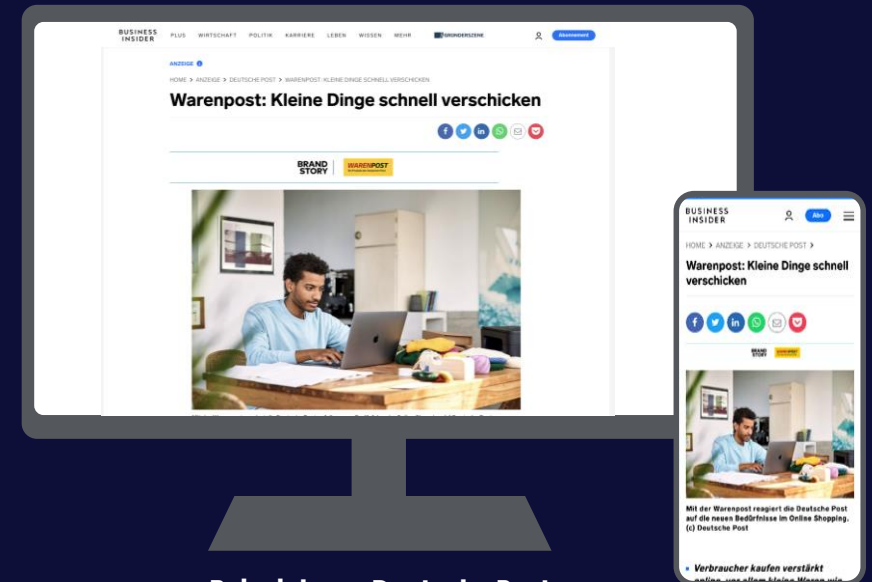 BUSINESS
INSIDER
PLUS WIRTSCHAFT POLITIK KARRIERE LEBEN WISSEN MEHR GRÜNDERSZENE Abonnement
ANZEIGE
HOME > ANZEIGE > DEUTSCHE POST > WARENPOST: KLEINE DINGE SCHNELL VERSCHICKEN
Warenpost: Kleine Dinge schnell verschicken
BRAND
STORY
WARENPOST
BUSINESS
INSIDER
Abo
HOME > ANZEIGE > DEUTSCHE POST >
Warenpost: Kleine Dinge schnell
verschicken
BRAND
STORY
WARENPOST
Mit der Warenpost reagiert die Deutsche Post
auf die neuen Bedürfnisse im Online Shopping.
(c) Deutsche Post
Verbraucher kaufen verstärkt